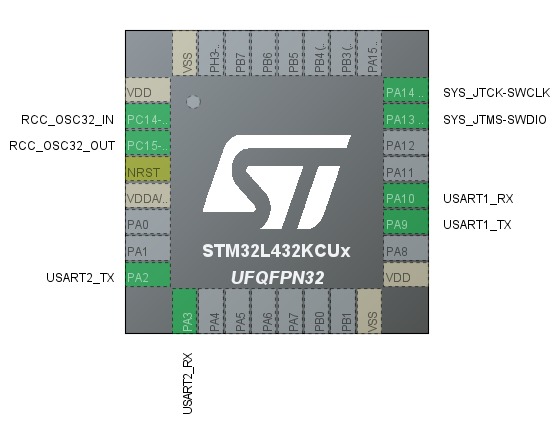 VSS
PH3-..
PB7
PB6
PB5
PB4(..
PB3(..
PA15..
VDD
PA14 ..
SYS_JTCK-SWCLK
RCC_OSC32_IN
PC14-..
PA13 ..
SYS_JTMS-SWDIO
RCC_OSC32_OUT
PC15-..
PA12
NRST
PA11
VDDA/..
PA10
USART1_RX
PA0
PA9
USART1_TX
PA1
STM32L432KCUx
PA8
USART2_TX
PA2
UFQFPN32
VDD
PA3
PA4
PA5
PA6
PA7
PB0
PB1
VSS
USART2_RX